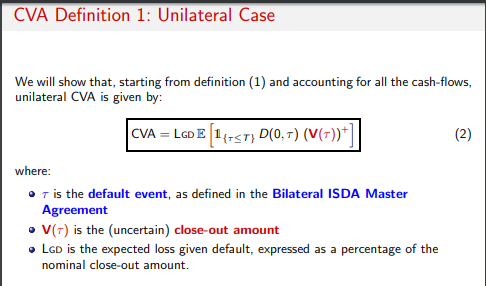 CVA Definition 1: Unilateral Case
We will show that, starting from definition (1) and accounting for all the cash-flows,
unilateral CVA is given by:
CVA = LGD 𝔼 [𝟙{τ≤T} D(0, τ) (V(τ))⁺] (2)
where:
• τ is the default event, as defined in the Bilateral ISDA Master
Agreement
• V(τ) is the (uncertain) close-out amount
• LGD is the expected loss given default, expressed as a percentage of the
nominal close-out amount.